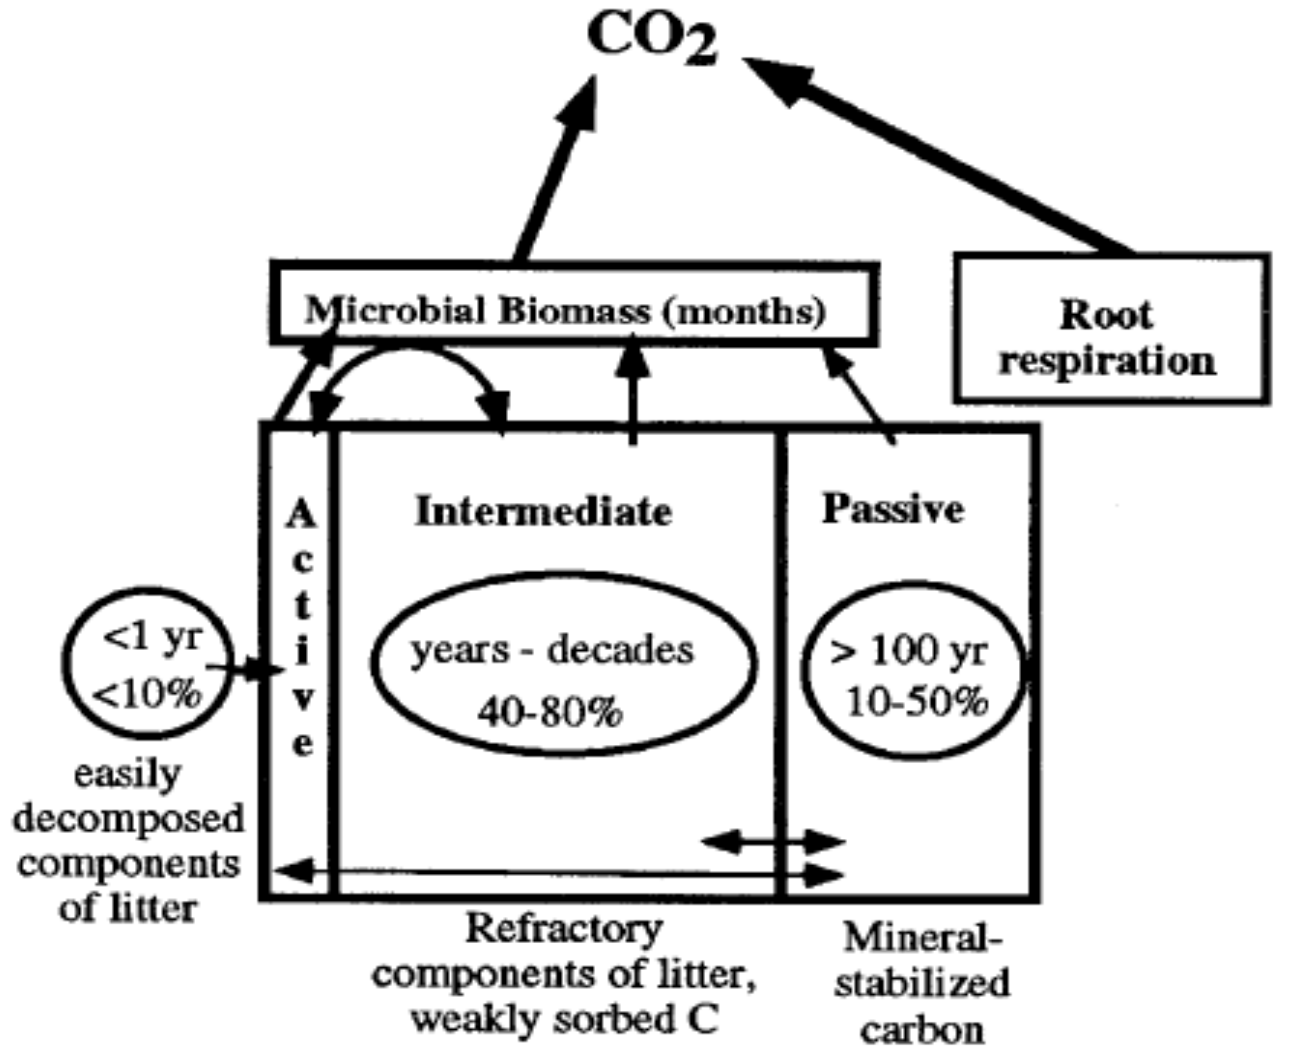 CO2
Microbial Biomass (months)
Root
respiration
Active
Intermediate
Passive
<1 yr
<10%
years - decades
40-80%
> 100 yr
10-50%
easily
decomposed
components
of litter
Refractory
components of litter,
weakly sorbed C
Mineral-
stabilized
carbon